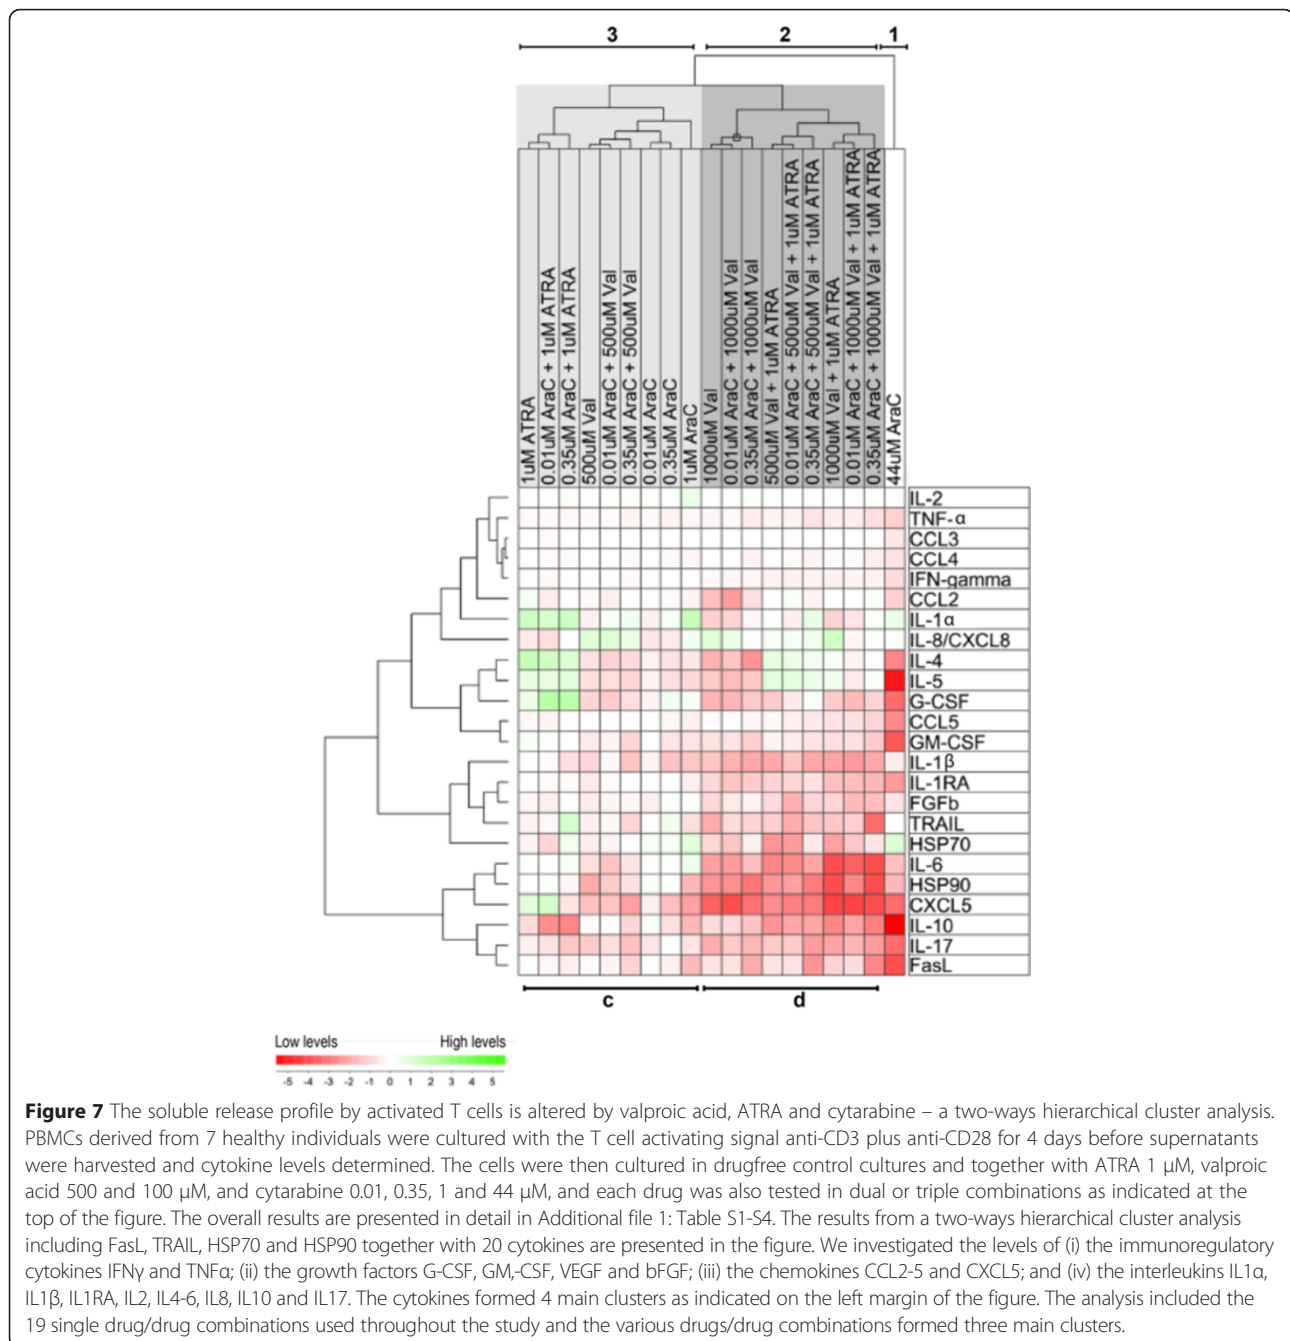 3 2 1
1uM ATRA
0.01uM AraC + 1uM ATRA
0.35uM AraC + 1uM ATRA
500uM Val
0.01uM AraC + 500uM Val
0.35uM AraC + 500uM Val
0.01uM AraC
0.35uM AraC
1uM AraC
1000uM Val
0.01uM AraC + 1000uM Val
0.35uM AraC + 1000uM Val
500uM Val + 1uM ATRA
0.01uM AraC + 500uM Val + 1uM ATRA
0.35uM AraC + 500uM Val + 1uM ATRA
1000uM Val + 1uM ATRA
0.01uM AraC + 1000uM Val + 1uM ATRA
0.35uM AraC + 1000uM Val + 1uM ATRA
44uM AraC
IL-2
TNF-α
CCL3
CCL4
IFN-gamma
CCL2
IL-1α
IL-8/CXCL8
IL-4
IL-5
G-CSF
CCL5
GM-CSF
IL-1β
IL-1RA
FGFb
TRAIL
HSP70
IL-6
HSP90
CXCL5
IL-10
IL-17
FasL
c d
Low levels High levels
-5 -4 -3 -2 -1 0 1 2 3 4 5
Figure 7 The soluble release profile by activated T cells is altered by valproic acid, ATRA and cytarabine – a two-ways hierarchical cluster analysis.
PBMCs derived from 7 healthy individuals were cultured with the T cell activating signal anti-CD3 plus anti-CD28 for 4 days before supernatants
were harvested and cytokine levels determined. The cells were then cultured in drugfree control cultures and together with ATRA 1 μM, valproic
acid 500 and 100 μM, and cytarabine 0.01, 0.35, 1 and 44 μM, and each drug was also tested in dual or triple combinations as indicated at the
top of the figure. The overall results are presented in detail in Additional file 1: Table S1-S4. The results from a two-ways hierarchical cluster analysis
including FasL, TRAIL, HSP70 and HSP90 together with 20 cytokines are presented in the figure. We investigated the levels of (i) the immunoregulatory
cytokines IFNγ and TNFα; (ii) the growth factors G-CSF, GM,-CSF, VEGF and bFGF; (iii) the chemokines CCL2-5 and CXCL5; and (iv) the interleukins IL1α,
IL1β, IL1RA, IL2, IL4-6, IL8, IL10 and IL17. The cytokines formed 4 main clusters as indicated on the left margin of the figure. The analysis included the
19 single drug/drug combinations used throughout the study and the various drugs/drug combinations formed three main clusters.